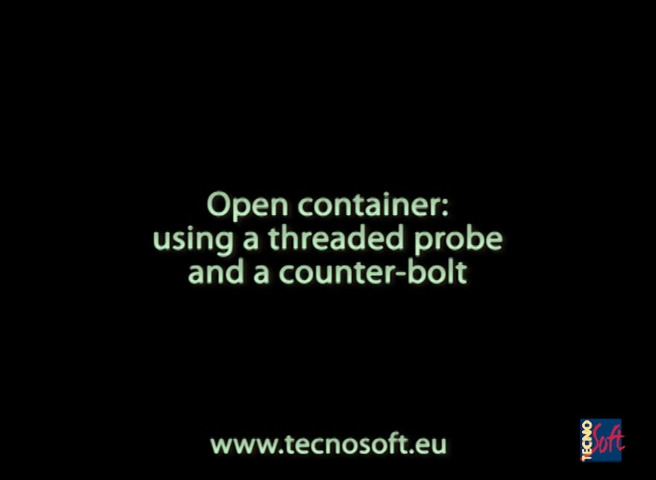 Open container:
using a threaded probe
and a counter-bolt
www.tecnosoft.eu
TECNO
Soft